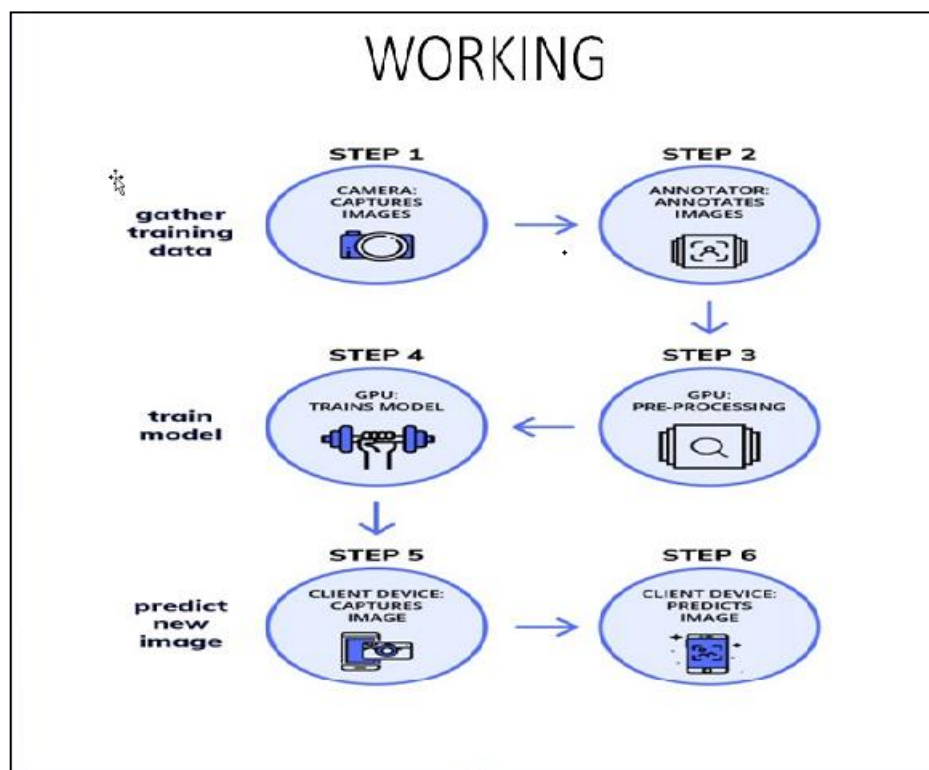 WORKING
STEP 1
CAMERA:
CAPTURES
IMAGES
STEP 2
ANNOTATOR:
ANNOTATES
IMAGES
gather
training
data
STEP 4
GPU:
TRAINS MODEL
STEP 3
GPU:
PRE-PROCESSING
train
model
STEP 5
CLIENT DEVICE:
CAPTURES
IMAGE
STEP 6
CLIENT DEVICE:
PREDICTS
IMAGE
predict
new
image